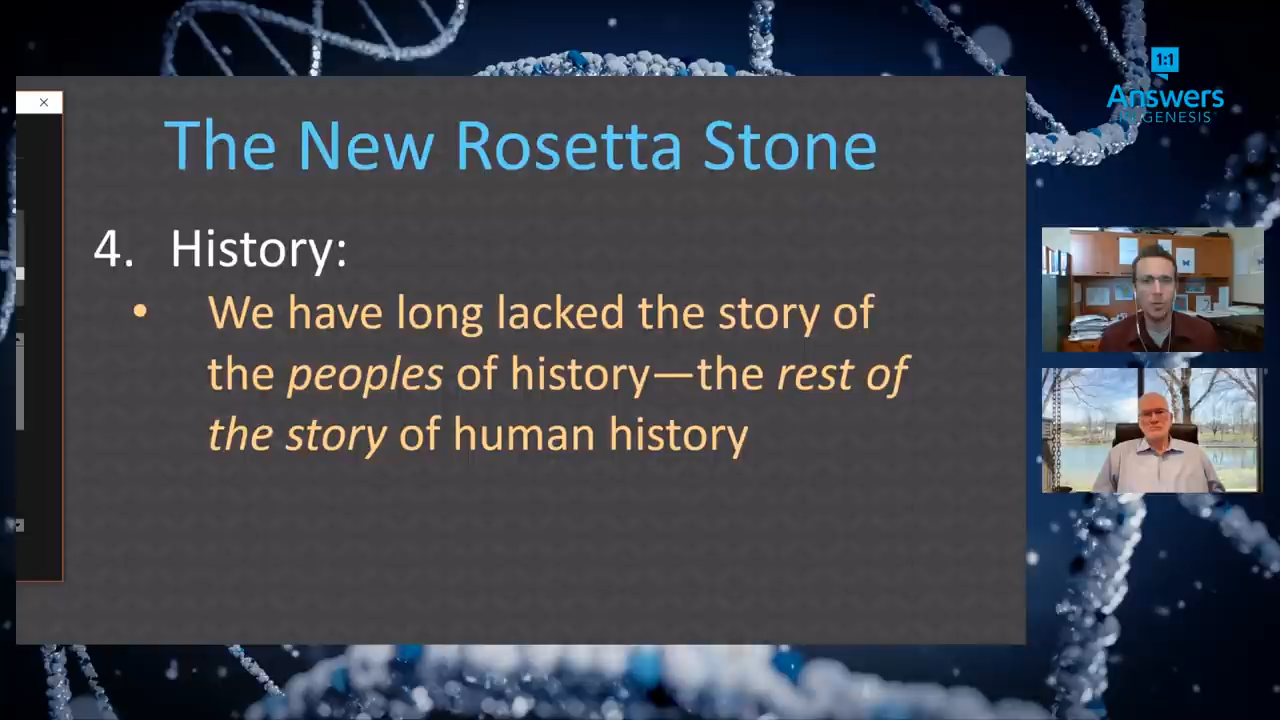 The New Rosetta Stone
4. History:
• We have long lacked the story of
the peoples of history—the rest of
the story of human history
1:1
Answers
IN GENESIS